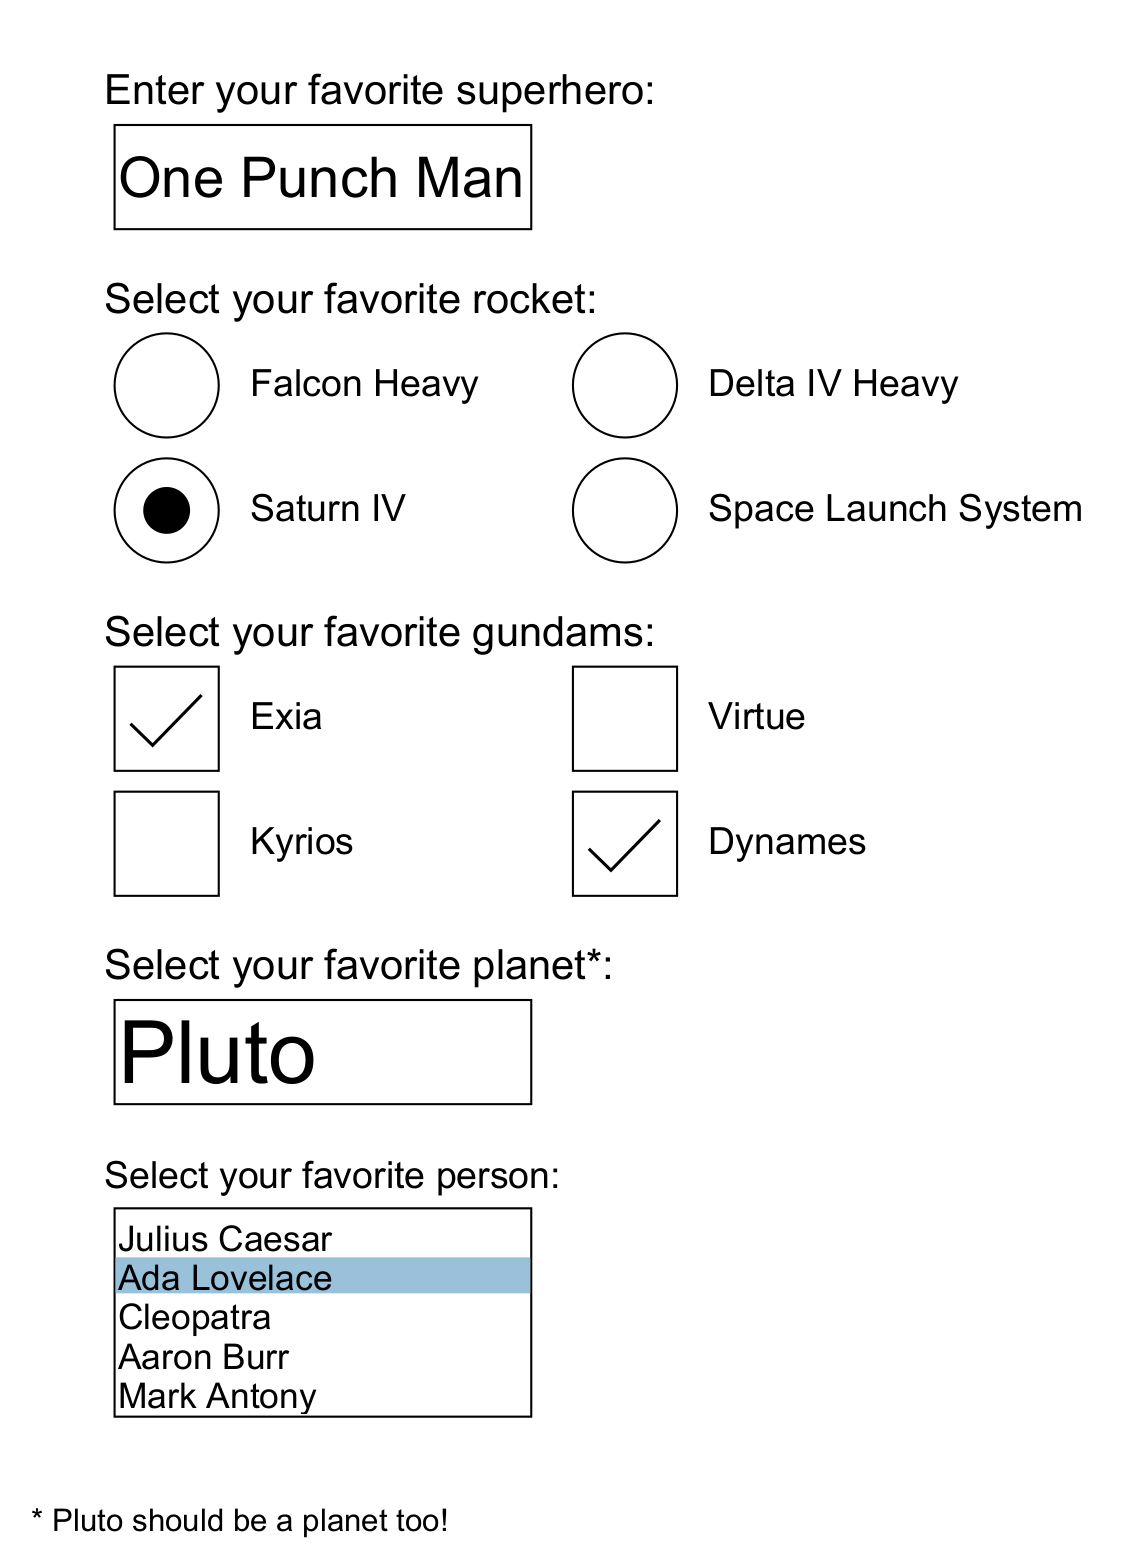 Enter your favorite superhero:
One Punch Man
Select your favorite rocket:
Falcon Heavy Delta IV Heavy
Saturn IV Space Launch System
Select your favorite gundams:
Exia Virtue
Kyrios Dynames
Select your favorite planet*:
Pluto
Select your favorite person:
Julius Caesar
Ada Lovelace
Cleopatra
Aaron Burr
Mark Antony
* Pluto should be a planet too!